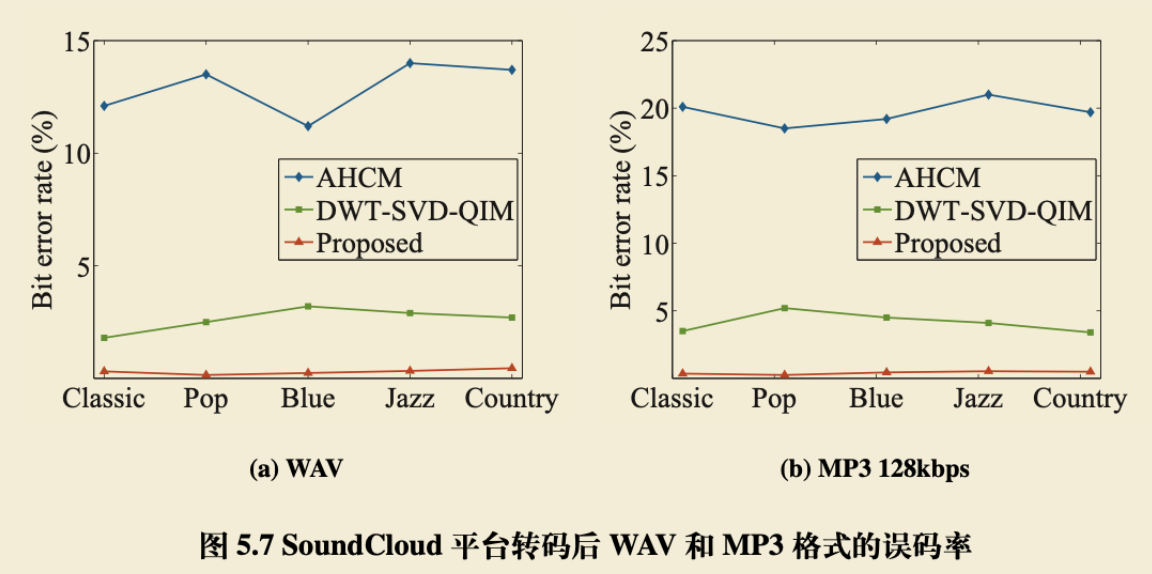 15
10
5
Bit error rate (%)
AHCM
DWT-SVD-QIM
Proposed
Classic Pop Blue Jazz Country
(a) WAV
25
20
15
10
5
Bit error rate (%)
AHCM
DWT-SVD-QIM
Proposed
Classic Pop Blue Jazz Country
(b) MP3 128kbps
图 5.7 SoundCloud 平台转码后 WAV 和 MP3 格式的误码率